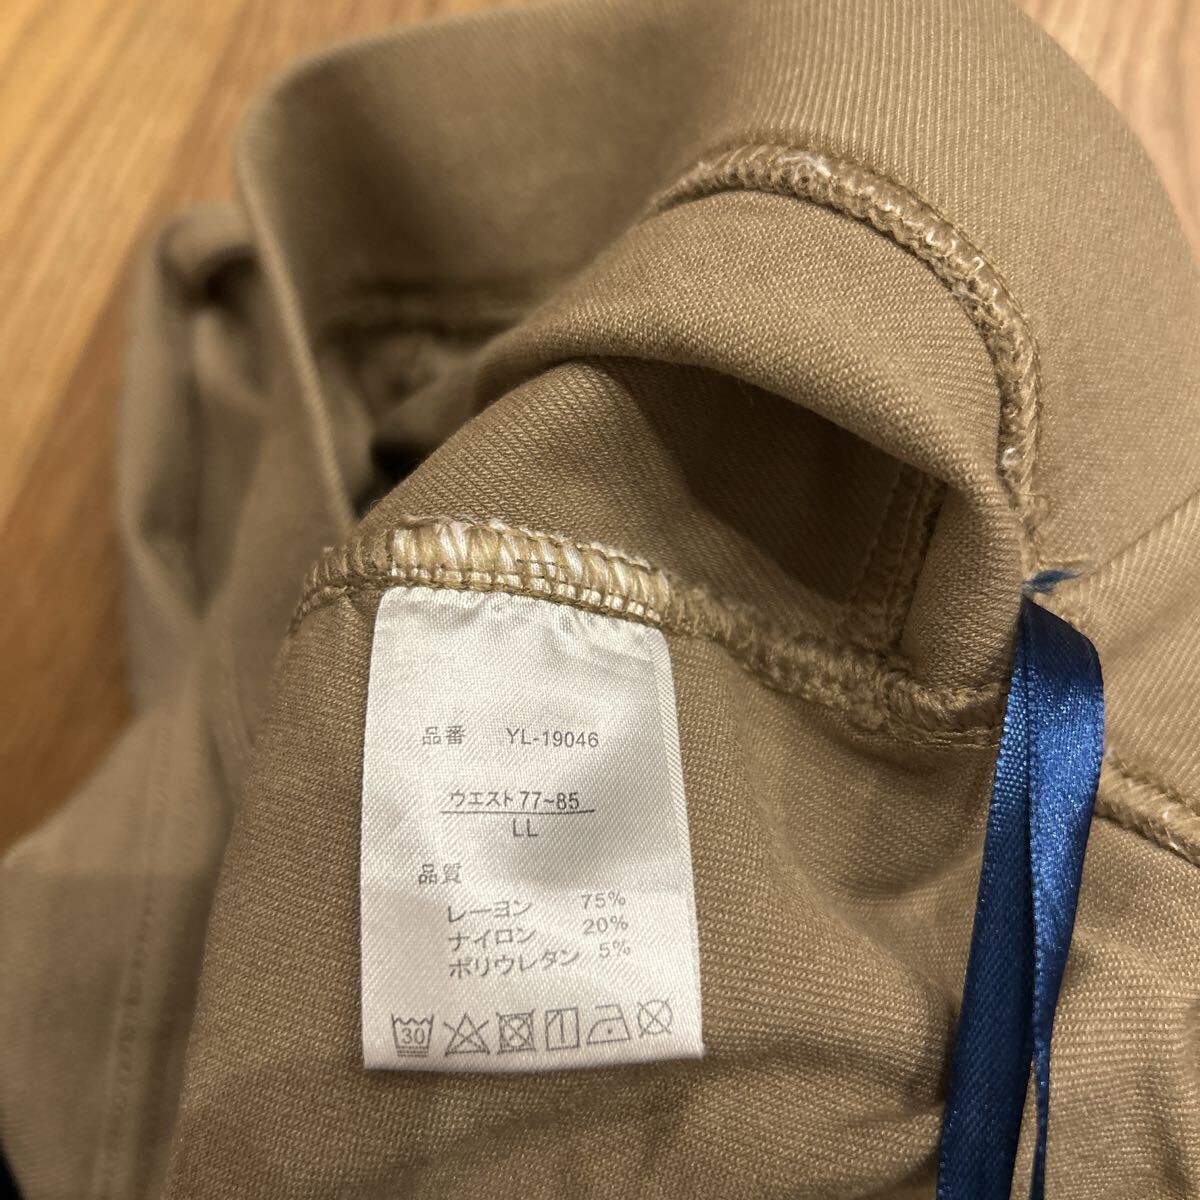 品番 YL-19046
ウエスト77~85
LL
品質
レーヨン 75%
ナイロン 20%
ポリウレタン 5%
30